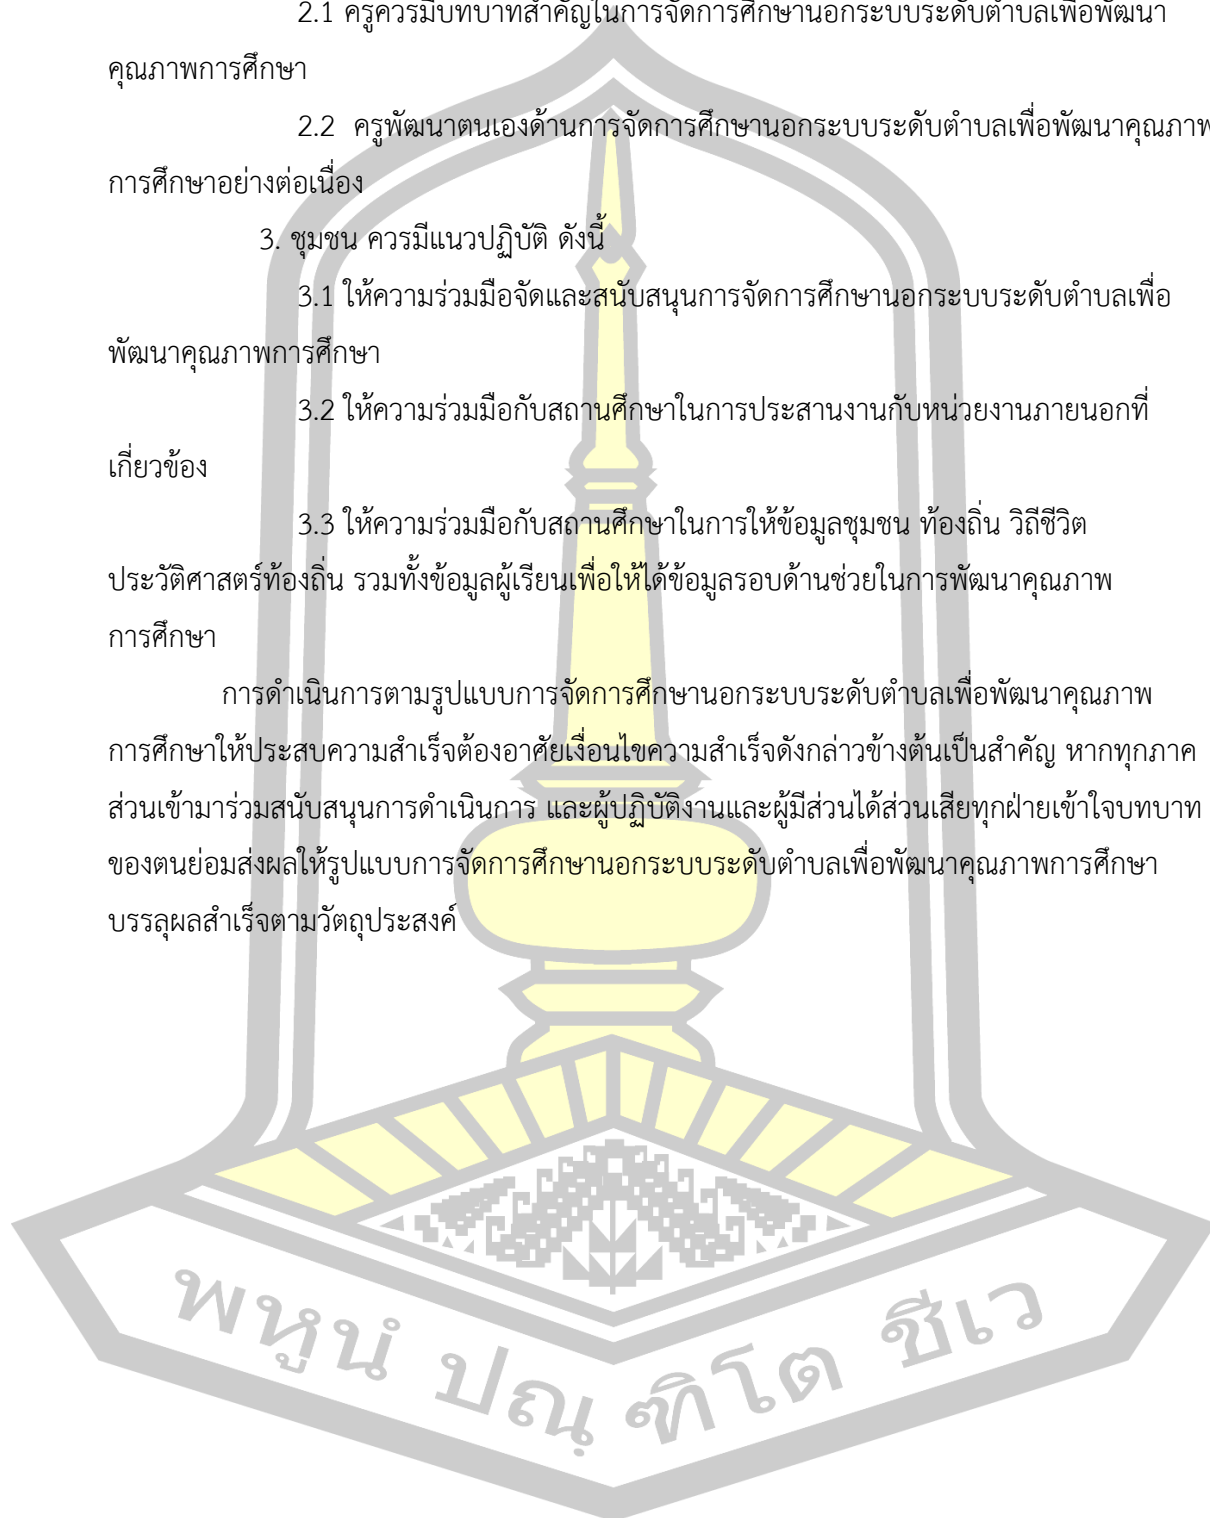 2.1 ครูควรมีบทบาทสำคัญในการจัดการศึกษานอกระบบระดับตำบลเพื่อพัฒนา
คุณภาพการศึกษา
2.2 ครูพัฒนาตนเองด้านการจัดการศึกษานอกระบบระดับตำบลเพื่อพัฒนาคุณภาพ
การศึกษาอย่างต่อเนื่อง
3. ชุมชน ควรมีแนวปฏิบัติ ดังนี้
3.1 ให้ความร่วมมือจัดและสนับสนุนการจัดการศึกษานอกระบบระดับตำบลเพื่อ
พัฒนาคุณภาพการศึกษา
3.2 ให้ความร่วมมือกับสถานศึกษาในการประสานงานกับหน่วยงานภายนอกที่
เกี่ยวข้อง
3.3 ให้ความร่วมมือกับสถานศึกษาในการให้ข้อมูลชุมชน ท้องถิ่น วิถีชีวิต
ประวัติศาสตร์ท้องถิ่น รวมทั้งข้อมูลผู้เรียนเพื่อให้ได้ข้อมูลรอบด้านช่วยในการพัฒนาคุณภาพ
การศึกษา
การดำเนินการตามรูปแบบการจัดการศึกษานอกระบบระดับตำบลเพื่อพัฒนาคุณภาพ
การศึกษาให้ประสบความสำเร็จต้องอาศัยเงื่อนไขความสำเร็จดังกล่าวข้างต้นเป็นสำคัญ หากทุกภาค
ส่วนเข้ามาร่วมสนับสนุนการดำเนินการ และผู้ปฏิบัติงานและผู้มีส่วนได้ส่วนเสียทุกฝ่ายเข้าใจบทบาท
ของตนย่อมส่งผลให้รูปแบบการจัดการศึกษานอกระบบระดับตำบลเพื่อพัฒนาคุณภาพการศึกษา
บรรลุผลสำเร็จตามวัตถุประสงค์
พหูนํ ปณฺ ฑิโต ชีเว